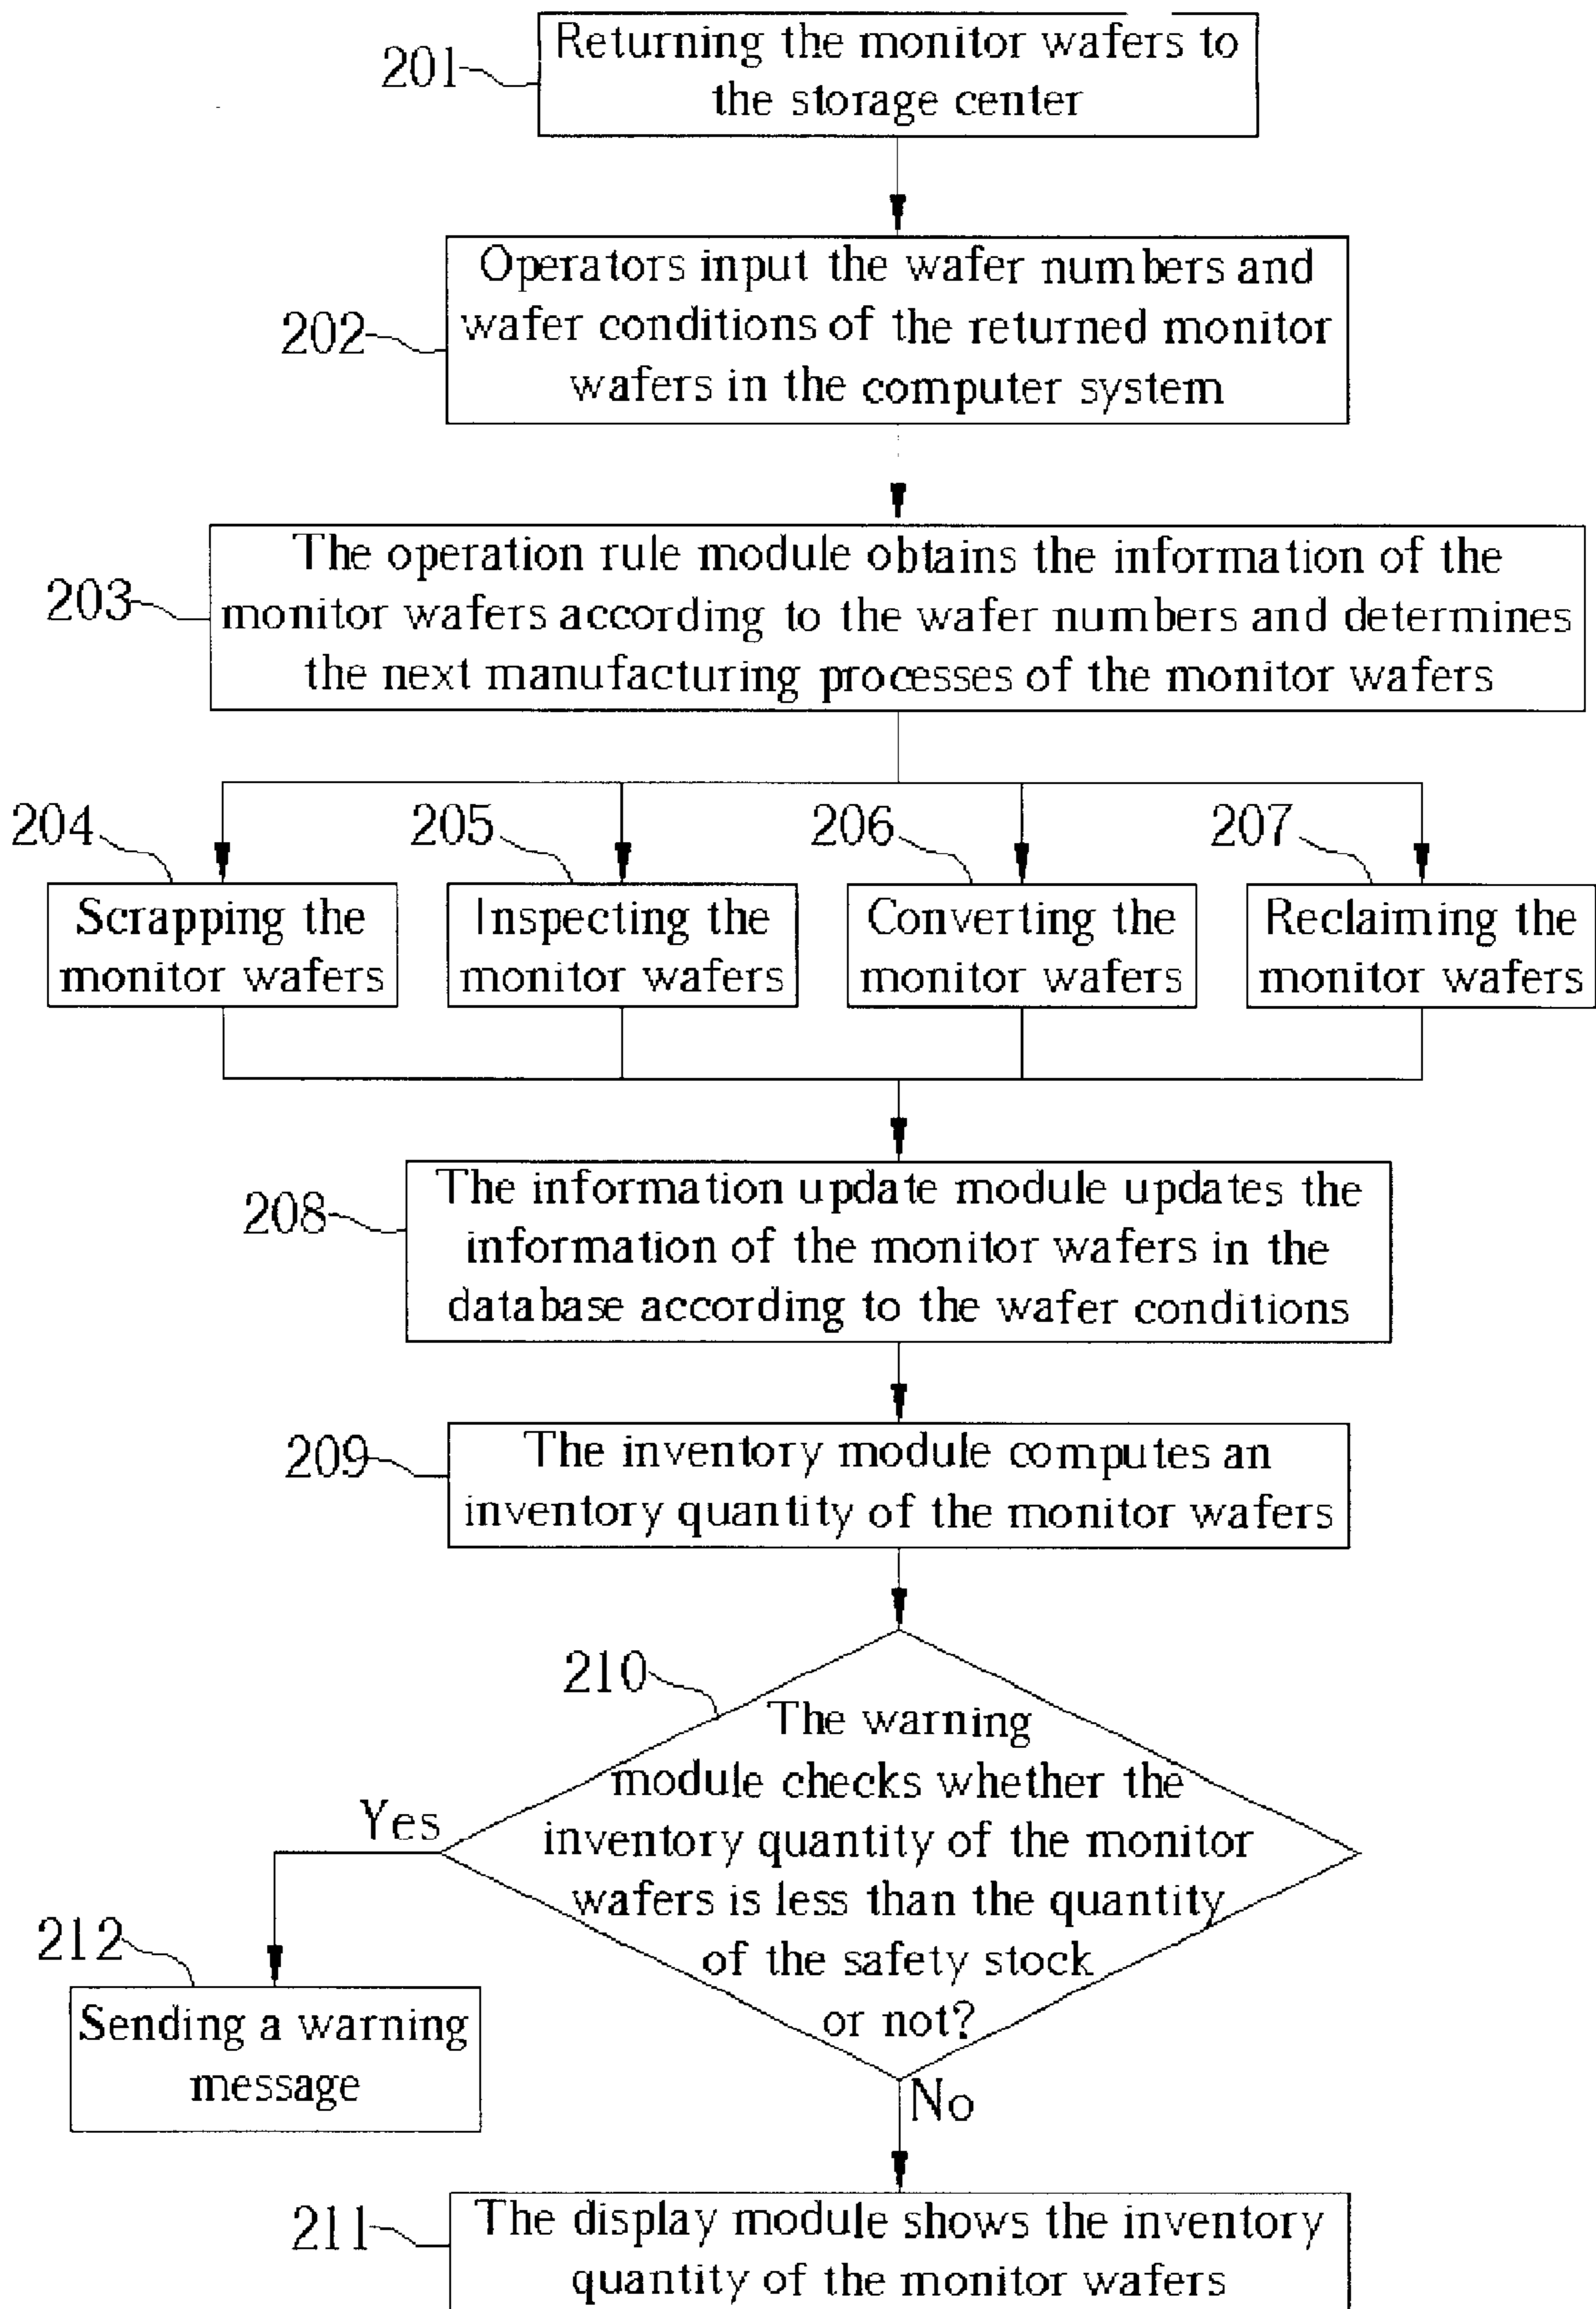 201
Returning the monitor wafers to
the storage center
202
Operators input the wafer numbers and
wafer conditions of the returned monitor
wafers in the computer system
203
The operation rule module obtains the information of the
monitor wafers according to the wafer numbers and determines
the next manufacturing processes of the monitor wafers
204
Scrapping the
monitor wafers
205
Inspecting the
monitor wafers
206
Converting the
monitor wafers
207
Reclaiming the
monitor wafers
208
The information update module updates the
information of the monitor wafers in the
database according to the wafer conditions
209
The inventory module computes an
inventory quantity of the monitor wafers
210
The warning
module checks whether the
inventory quantity of the monitor
wafers is less than the quantity
of the safety stock
or not?
Yes
212
Sending a warning
message
No
211
The display module shows the inventory
quantity of the monitor wafers